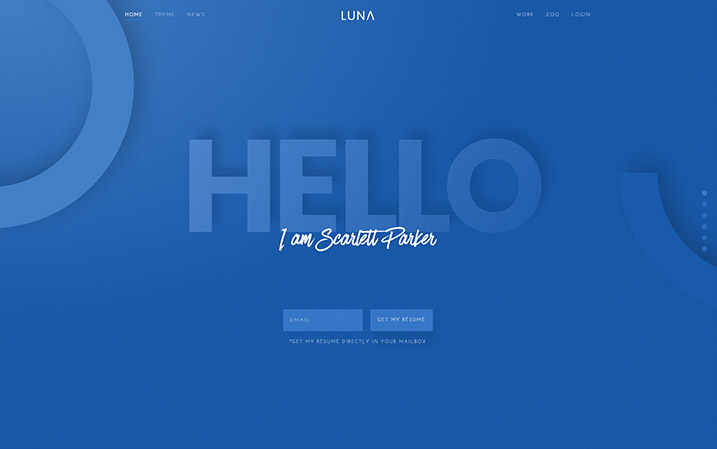 HOME THEME NEWS LUNA WORK ZOO LOGIN
HELLO
I am Scarlett Parker
EMAIL GET MY RÉSUMÉ
*GET MY RÉSUMÉ DIRECTLY IN YOUR MAILBOX